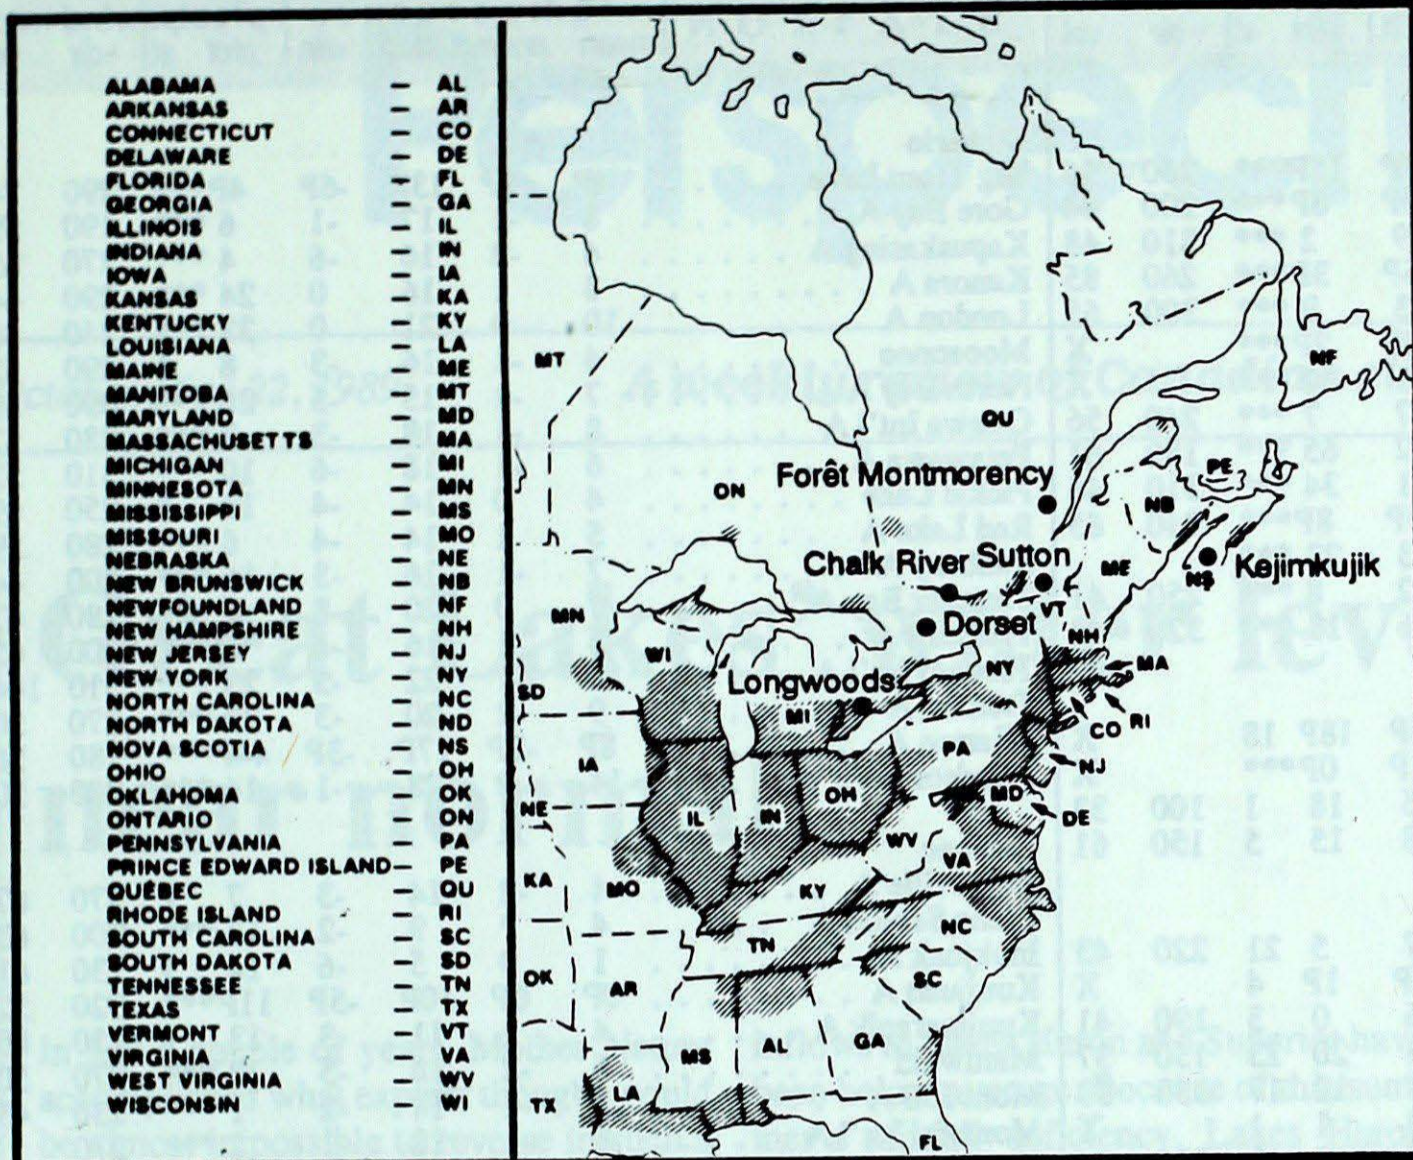 ALABAMA – AL
ARKANSAS – AR
CONNECTICUT – CO
DELAWARE – DE
FLORIDA – FL
GEORGIA – GA
ILLINOIS – IL
INDIANA – IN
IOWA – IA
KANSAS – KA
KENTUCKY – KY
LOUISIANA – LA
MAINE – ME
MANITOBA – MT
MARYLAND – MD
MASSACHUSETTS – MA
MICHIGAN – MI
MINNESOTA – MN
MISSISSIPPI – MS
MISSOURI – MO
NEBRASKA – NE
NEW BRUNSWICK – NB
NEWFOUNDLAND – NF
NEW HAMPSHIRE – NH
NEW JERSEY – NJ
NEW YORK – NY
NORTH CAROLINA – NC
NORTH DAKOTA – ND
NOVA SCOTIA – NS
OHIO – OH
OKLAHOMA – OK
ONTARIO – ON
PENNSYLVANIA – PA
PRINCE EDWARD ISLAND – PE
QUÉBEC – QU
RHODE ISLAND – RI
SOUTH CAROLINA – SC
SOUTH DAKOTA – SD
TENNESSEE – TN
TEXAS – TX
VERMONT – VT
VIRGINIA – VA
WEST VIRGINIA – WV
WISCONSIN – WI
MT
NF
QU
PE
ON
Forêt Montmorency
NB
Chalk River
Sutton
ME
NS
Kejimkujik
MN
VT
Dorset
NH
WI
NY
MA
SD
Longwoods
MI
CO
RI
IA
PA
NJ
NE
IL
IN
OH
MD
DE
WV
VA
KA
MO
KY
TN
NC
OK
AR
SC
MS
AL
GA
LA
TX
FL